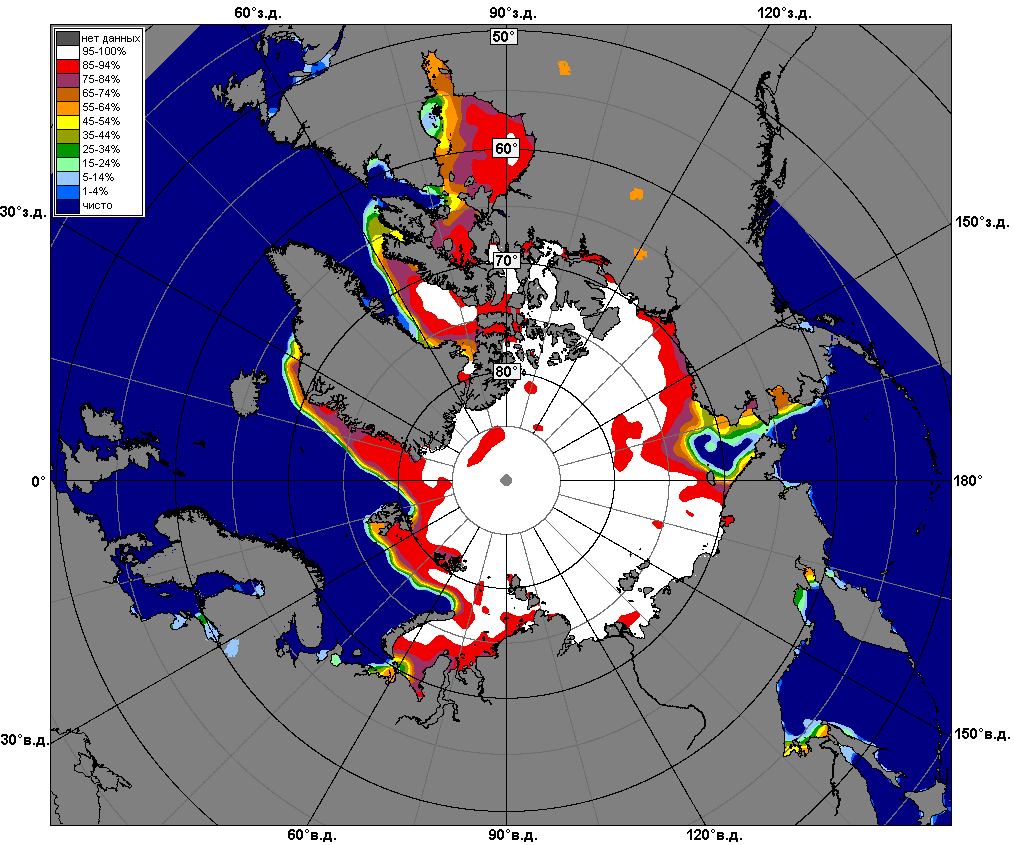 60°з.д.
90°з.д.
120°з.д.
50°
нет данных
95-100%
85-94%
75-84%
65-74%
55-64%
45-54%
35-44%
25-34%
15-24%
5-14%
1-4%
чисто
60°
30°з.д.
150°з.д.
70°
80°
0°
180°
30°в.д.
150°в.д.
60°в.д.
90°в.д.
120°в.д.